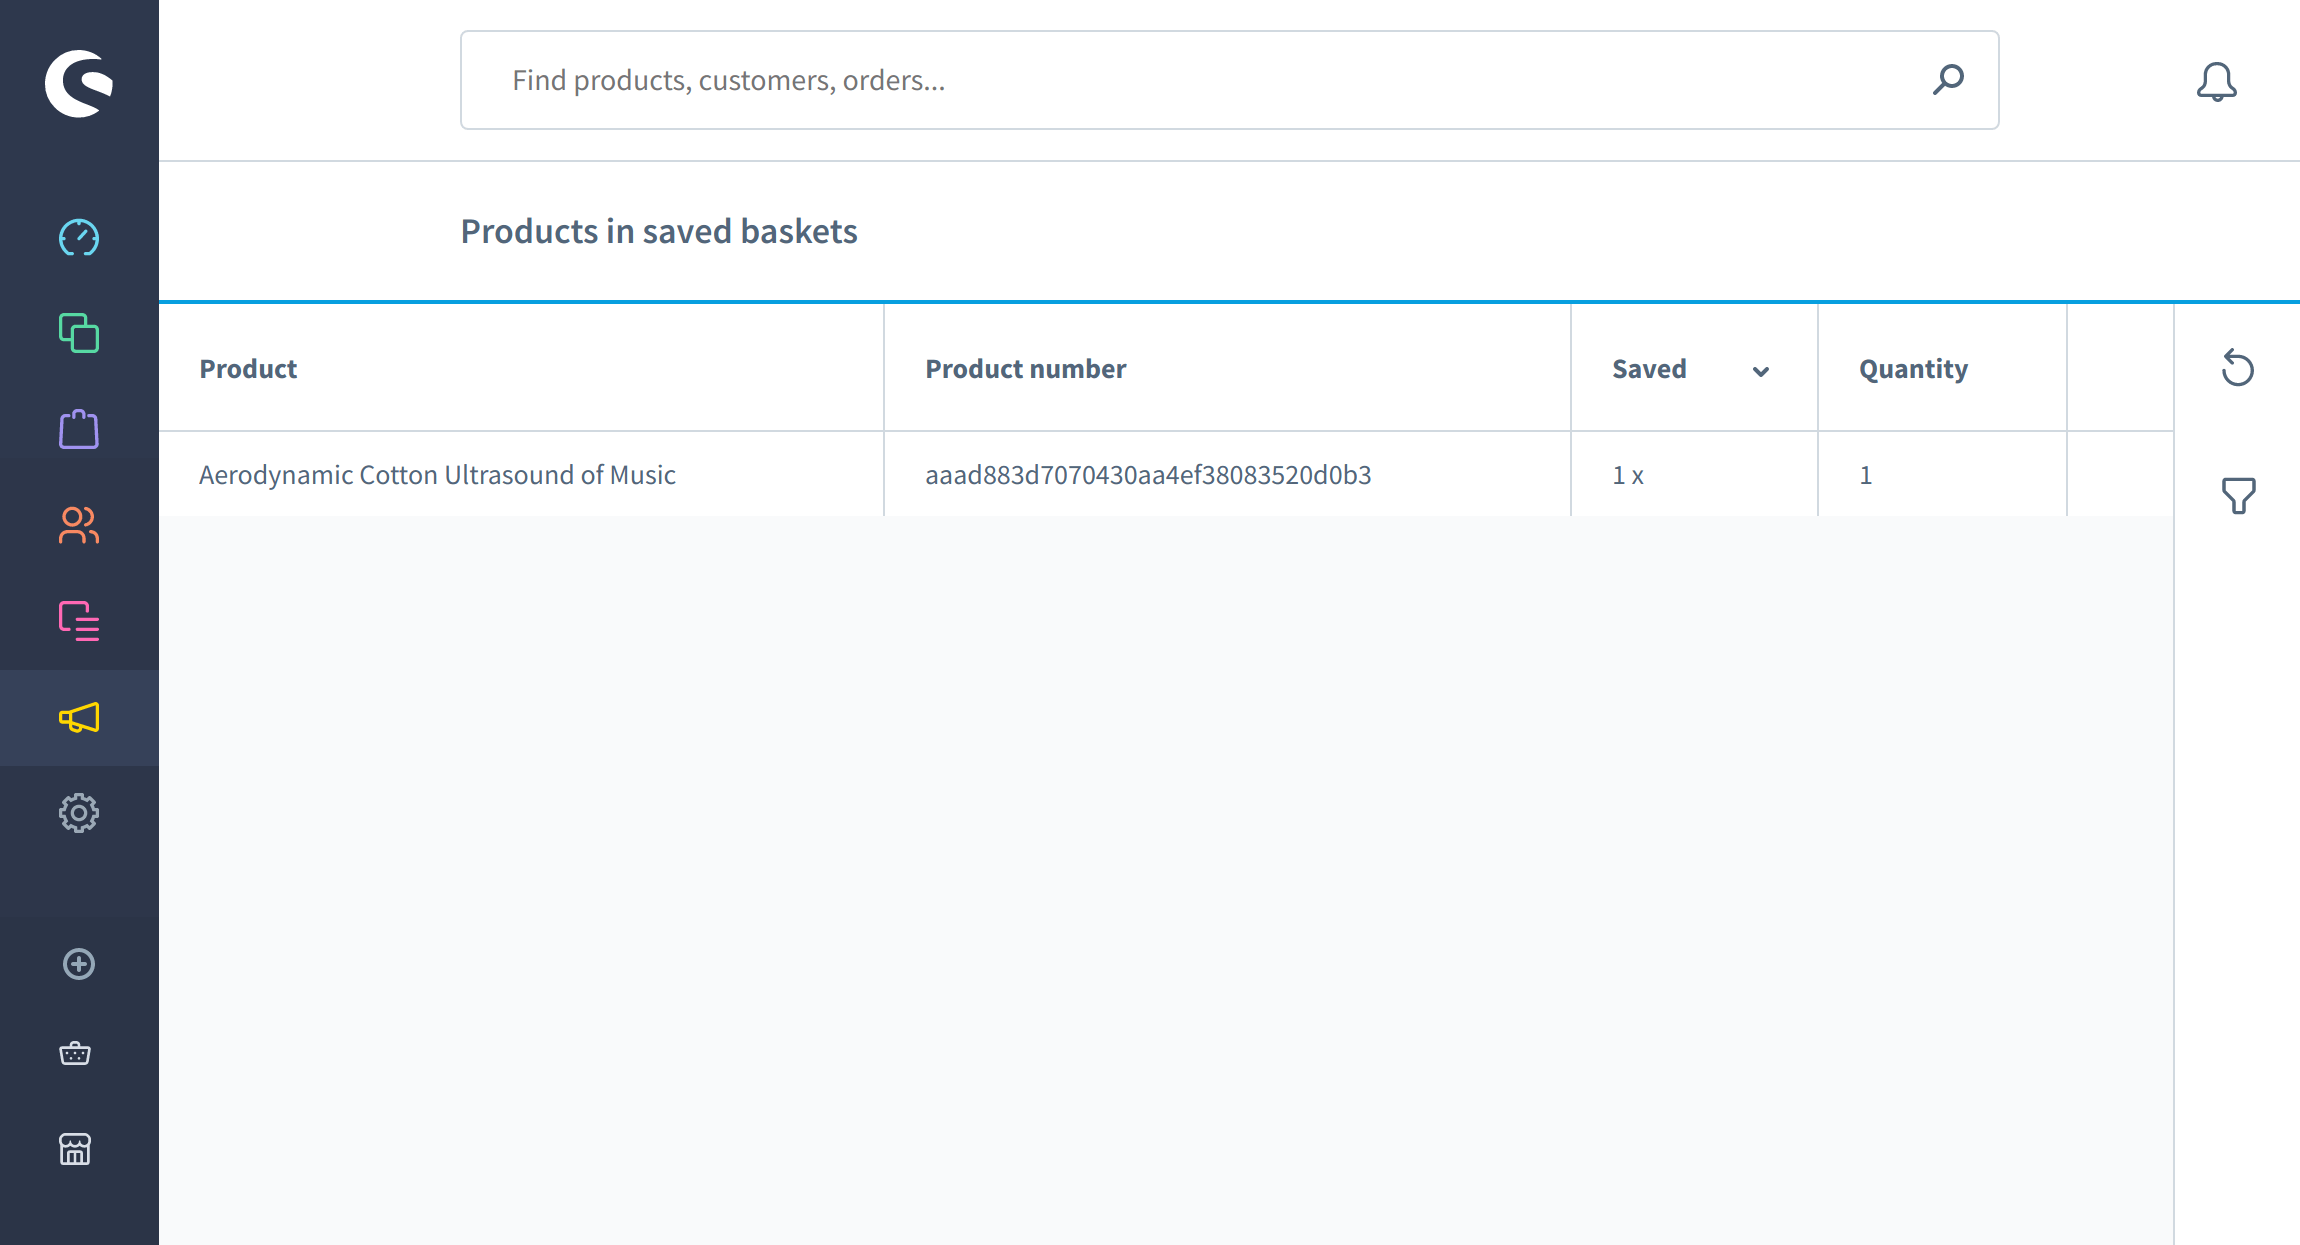 Find products, customers, orders...
Products in saved baskets
Product Product number Saved Quantity
Aerodynamic Cotton Ultrasound of Music aaad883d7070430aa4ef38083520d0b3 1 x 1